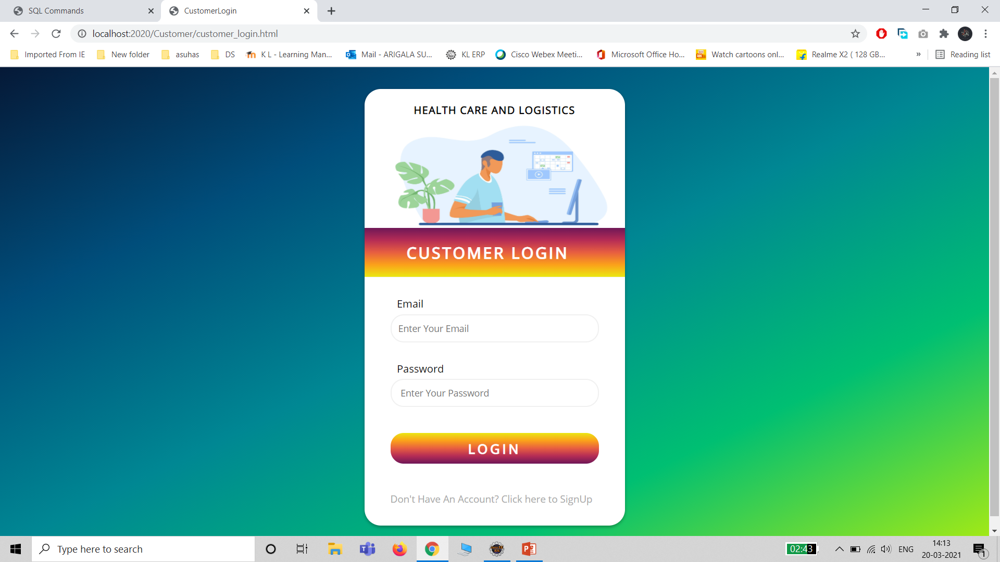 SQL Commands
CustomerLogin
localhost:2020/Customer/customer_login.html
Imported From IE
New folder
asuhas
DS
K L - Learning Man...
Mail - ARIGALA SU...
KL ERP
Cisco Webex Meeti...
Microsoft Office Ho...
Watch cartoons onl...
Realme X2 ( 128 GB...
»
Reading list
HEALTH CARE AND LOGISTICS
CUSTOMER LOGIN
Email
Enter Your Email
Password
Enter Your Password
LOGIN
Don't Have An Account? Click here to SignUp
Type here to search
02:43
ENG
14:13
20-03-2021
1